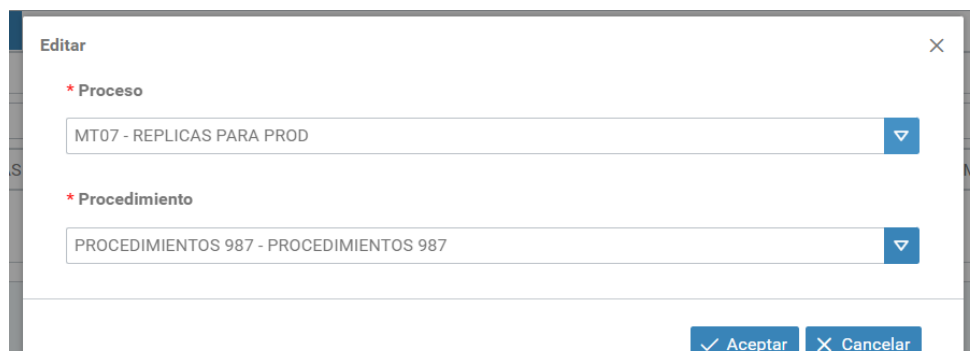 Editar
* Proceso
MT07 - REPLICAS PARA PROD
* Procedimiento
PROCEDIMIENTOS 987 - PROCEDIMIENTOS 987
Aceptar Cancelar